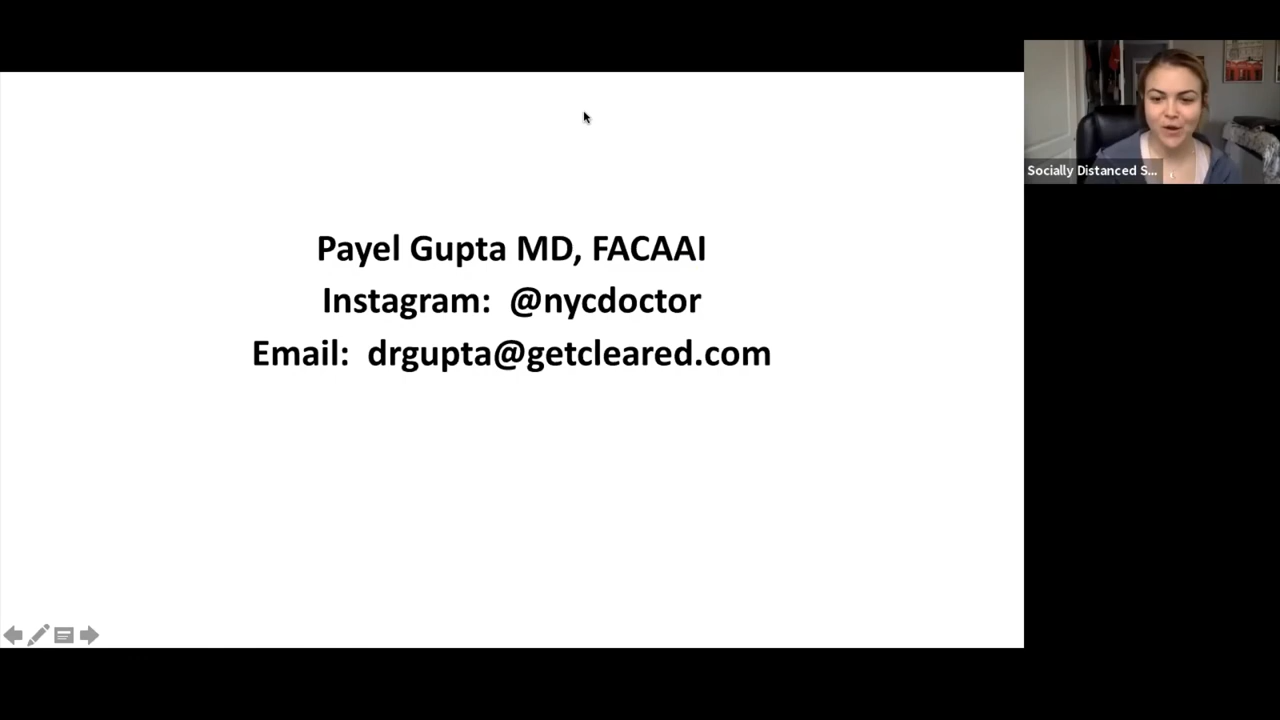 Payel Gupta MD, FACAAI
Instagram: @nycdoctor
Email: drgupta@getcleared.com
Socially Distanced S...